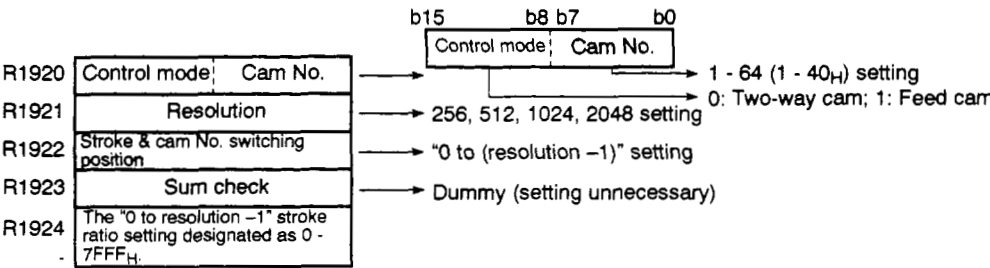 b15 b8 b7 b0
Control mode Cam No.
R1920 Control mode Cam No. 1 - 64 (1 - 40H) setting
0: Two-way cam; 1: Feed cam
R1921 Resolution 256, 512, 1024, 2048 setting
R1922 Stroke & cam No. switching
position "0 to (resolution –1)" setting
R1923 Sum check Dummy (setting unnecessary)
R1924 The "0 to resolution –1" stroke
ratio setting designated as 0 -
- 7FFFH.